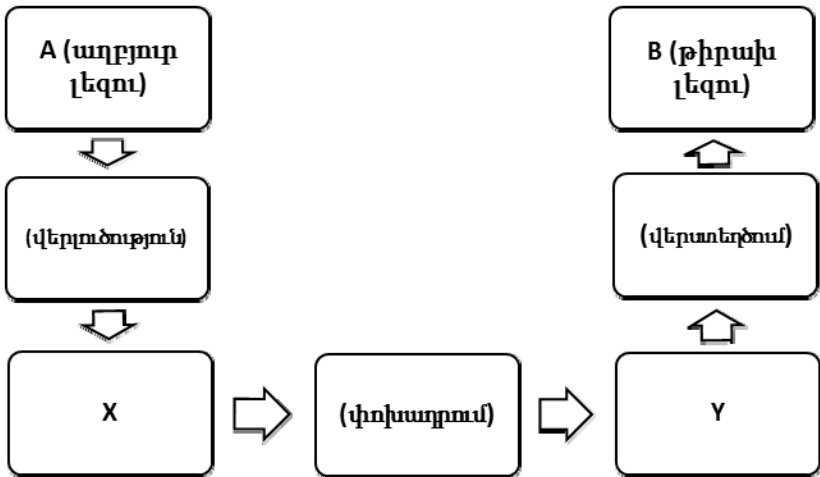 A (աղբյուր
լեզու)
(վերլուծություն)
X
(փոխադրում)
Y
(վերստեղծում)
B (թիրախ
լեզու)